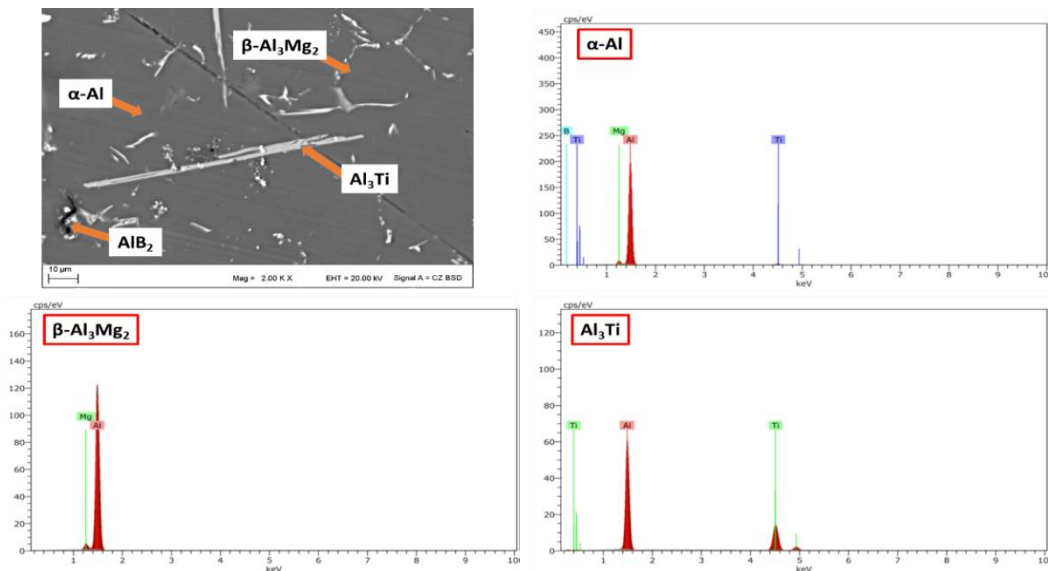 β-Al₃Mg₂
α-Al
Al₃Ti
AlB₂
10 μm
Mag = 2.00 K X EHT = 20.00 kV Signal A = CZ BSD
cps/eV
α-Al
450
400
350
300
250
200
150
100
50
0
B
Ti
Mg
Al
Ti
1 2 3 4 5 6 7 8 9 10
keV
cps/eV
β-Al₃Mg₂
160
140
120
100
80
60
40
20
0
Mg
Al
1 2 3 4 5 6 7 8 9 10
keV
cps/eV
Al₃Ti
120
100
80
60
40
20
0
Ti
Al
Ti
1 2 3 4 5 6 7 8 9 10
keV